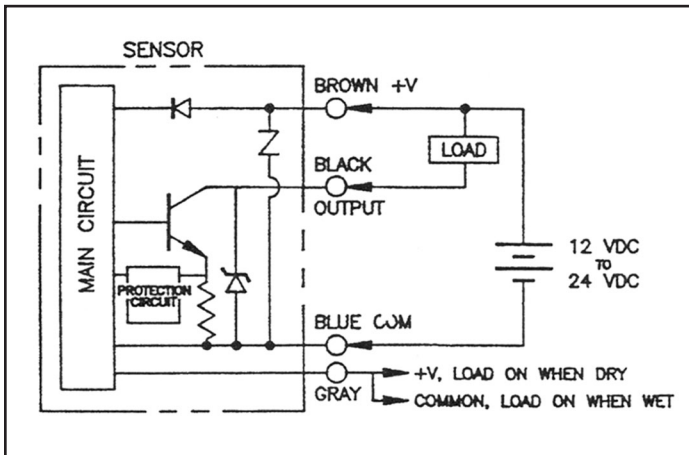 SENSOR
BROWN +V
LOAD
BLACK
OUTPUT
MAIN CIRCUIT
12 VDC
TO
24 VDC
PROTECTION
CIRCUIT
BLUE COM
GRAY
+V, LOAD ON WHEN DRY
COMMON, LOAD ON WHEN WET